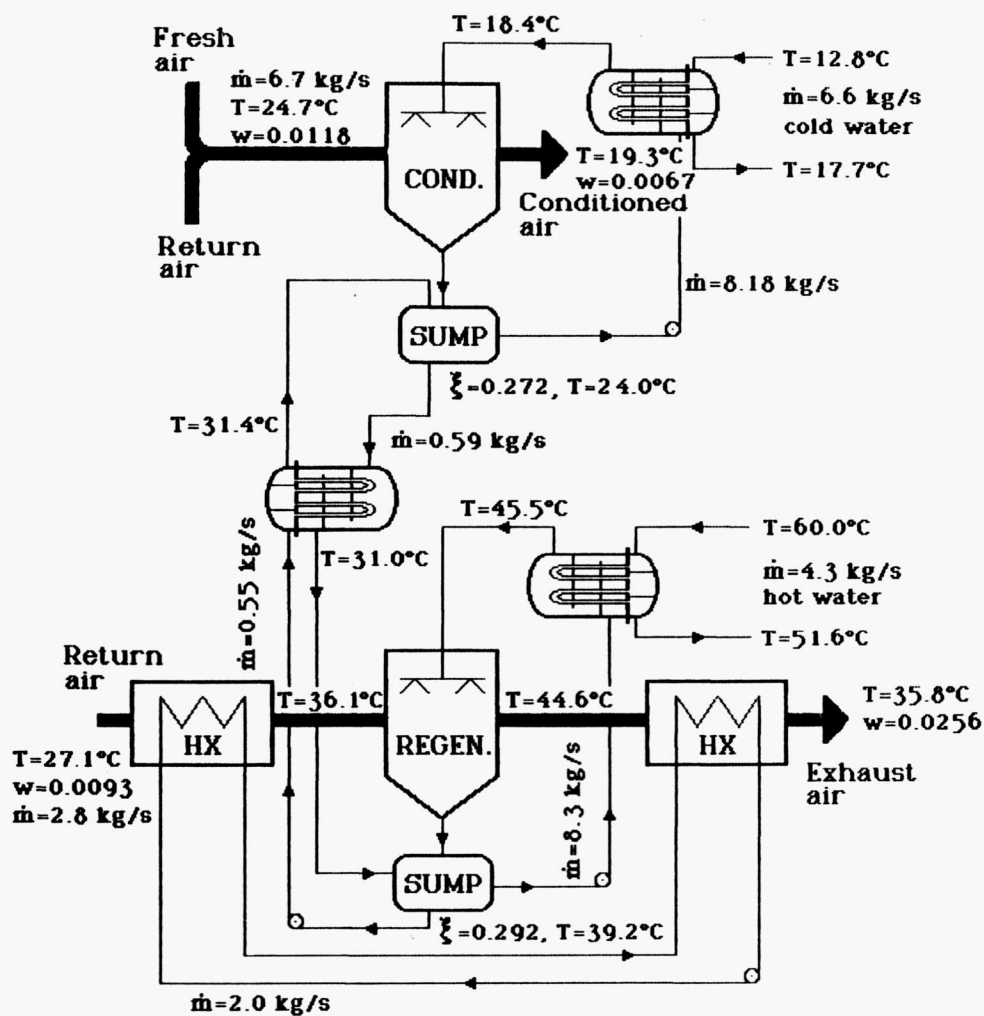 T=18.4°C
Fresh
air
ṁ=6.7 kg/s
T=24.7°C
w=0.0118
T=12.8°C
ṁ=6.6 kg/s
cold water
COND.
T=19.3°C
w=0.0067
T=17.7°C
Conditioned
air
Return
air
ṁ=8.18 kg/s
SUMP
ξ=0.272, T=24.0°C
T=31.4°C
ṁ=0.59 kg/s
T=45.5°C
T=60.0°C
ṁ=0.55 kg/s
T=31.0°C
ṁ=4.3 kg/s
hot water
T=51.6°C
Return
air
T=36.1°C
T=44.6°C
T=35.8°C
w=0.0256
HX
REGEN.
HX
T=27.1°C
w=0.0093
ṁ=2.8 kg/s
Exhaust
air
ṁ=8.3 kg/s
SUMP
ξ=0.292, T=39.2°C
ṁ=2.0 kg/s